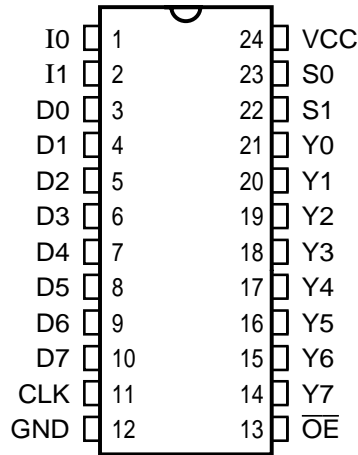 I0 1 24 VCC
I1 2 23 S0
D0 3 22 S1
D1 4 21 Y0
D2 5 20 Y1
D3 6 19 Y2
D4 7 18 Y3
D5 8 17 Y4
D6 9 16 Y5
D7 10 15 Y6
CLK 11 14 Y7
GND 12 13 O̅E̅